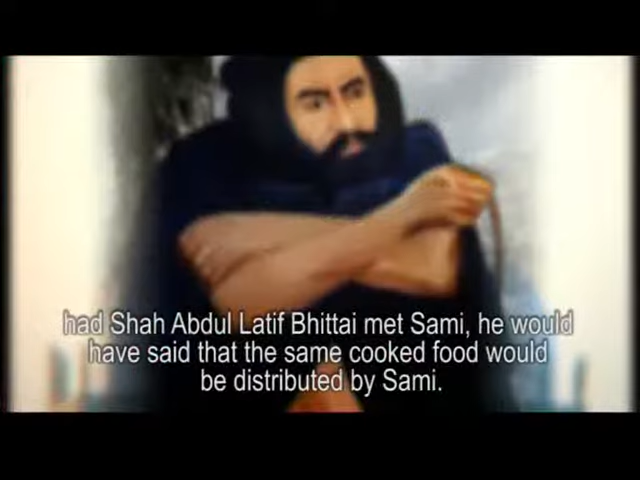 had Shah Abdul Latif Bhittai met Sami, he would
have said that the same cooked food would
be distributed by Sami.